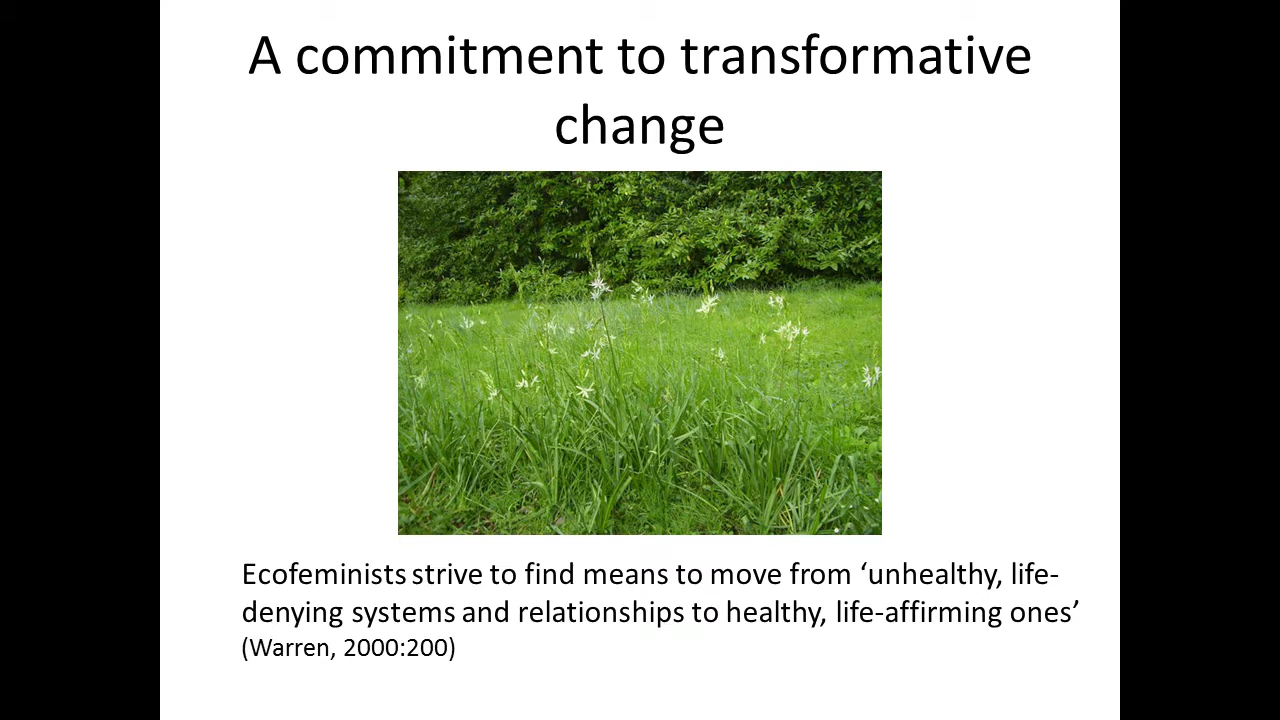 A commitment to transformative
change
Ecofeminists strive to find means to move from ‘unhealthy, life-
denying systems and relationships to healthy, life-affirming ones’
(Warren, 2000:200)